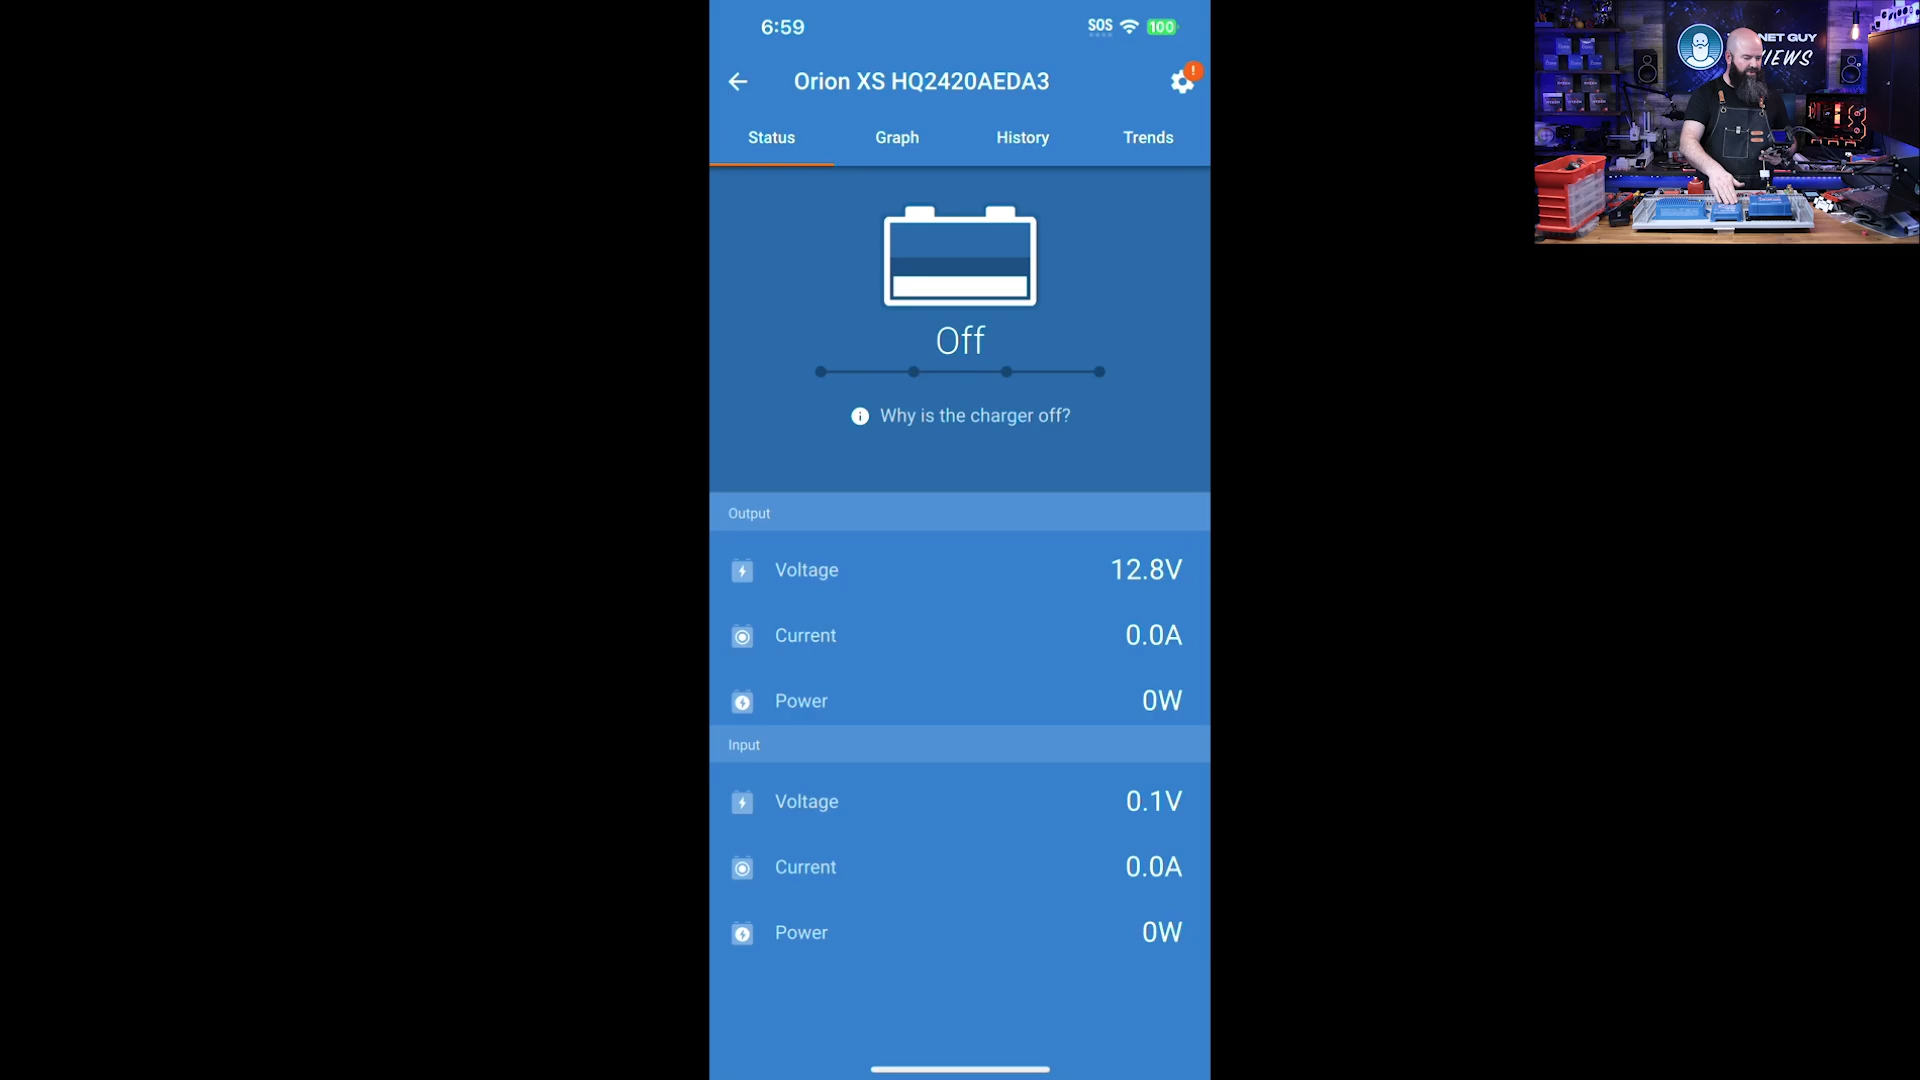 6:59
SOS
100
Orion XS HQ2420AEDA3
!
Status
Graph
History
Trends
Off
Why is the charger off?
Output
Voltage
12.8V
Current
0.0A
Power
0W
Input
Voltage
0.1V
Current
0.0A
Power
0W
NET GUY